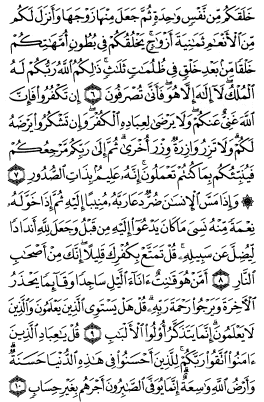 خَلَقَكُم مِّن نَّفْسٍ وَٰحِدَةٍ ثُمَّ جَعَلَ مِنْهَا زَوْجَهَا وَأَنزَلَ لَكُم
مِّنَ ٱلْأَنْعَٰمِ ثَمَٰنِيَةَ أَزْوَٰجٍ ۚ يَخْلُقُكُمْ فِى بُطُونِ أُمَّهَٰتِكُمْ
خَلْقًا مِّنۢ بَعْدِ خَلْقٍ فِى ظُلُمَٰتٍ ثَلَٰثٍ ۚ ذَٰلِكُمُ ٱللَّهُ رَبُّكُمْ لَهُ
ٱلْمُلْكُ ۖ لَآ إِلَٰهَ إِلَّا هُوَ ۖ فَأَنَّىٰ تُصْرَفُونَ ٦ إِن تَكْفُرُوا۟ فَإِنَّ
ٱللَّهَ غَنِىٌّ عَنكُمْ ۖ وَلَا يَرْضَىٰ لِعِبَادِهِ ٱلْكُفْرَ ۖ وَإِن تَشْكُرُوا۟ يَرْضَهُ
لَكُمْ ۗ وَلَا تَزِرُ وَازِرَةٌ وِزْرَ أُخْرَىٰ ۗ ثُمَّ إِلَىٰ رَبِّكُم مَّرْجِعُكُمْ
فَيُنَبِّئُكُم بِمَا كُنتُمْ تَعْمَلُونَ ۚ إِنَّهُۥ عَلِيمٌۢ بِذَاتِ ٱلصُّدُورِ ٧
۞ وَإِذَا مَسَّ ٱلْإِنسَٰنَ ضُرٌّ دَعَا رَبَّهُۥ مُنِيبًا إِلَيْهِ ثُمَّ إِذَا خَوَّلَهُۥ
نِعْمَةً مِّنْهُ نَسِىَ مَا كَانَ يَدْعُوٓا۟ إِلَيْهِ مِن قَبْلُ وَجَعَلَ لِلَّهِ أَندَادًا
لِّيُضِلَّ عَن سَبِيلِهِۦ ۚ قُلْ تَمَتَّعْ بِكُفْرِكَ قَلِيلًا ۖ إِنَّكَ مِنْ أَصْحَٰبِ
ٱلنَّارِ ٨ أَمَّنْ هُوَ قَٰنِتٌ ءَانَآءَ ٱلَّيْلِ سَاجِدًا وَقَآئِمًا يَحْذَرُ
ٱلْءَاخِرَةَ وَيَرْجُوا۟ رَحْمَةَ رَبِّهِۦ ۗ قُلْ هَلْ يَسْتَوِى ٱلَّذِينَ يَعْلَمُونَ وَٱلَّذِينَ
لَا يَعْلَمُونَ ۗ إِنَّمَا يَتَذَكَّرُ أُو۟لُوا۟ ٱلْأَلْبَٰبِ ٩ قُلْ يَٰعِبَادِ ٱلَّذِينَ
ءَامَنُوا۟ ٱتَّقُوا۟ رَبَّكُمْ ۚ لِلَّذِينَ أَحْسَنُوا۟ فِى هَٰذِهِ ٱلدُّنْيَا حَسَنَةٌ ۗ
وَأَرْضُ ٱللَّهِ وَٰسِعَةٌ ۗ إِنَّمَا يُوَفَّى ٱلصَّٰبِرُونَ أَجْرَهُم بِغَيْرِ حِسَابٍ ١٠